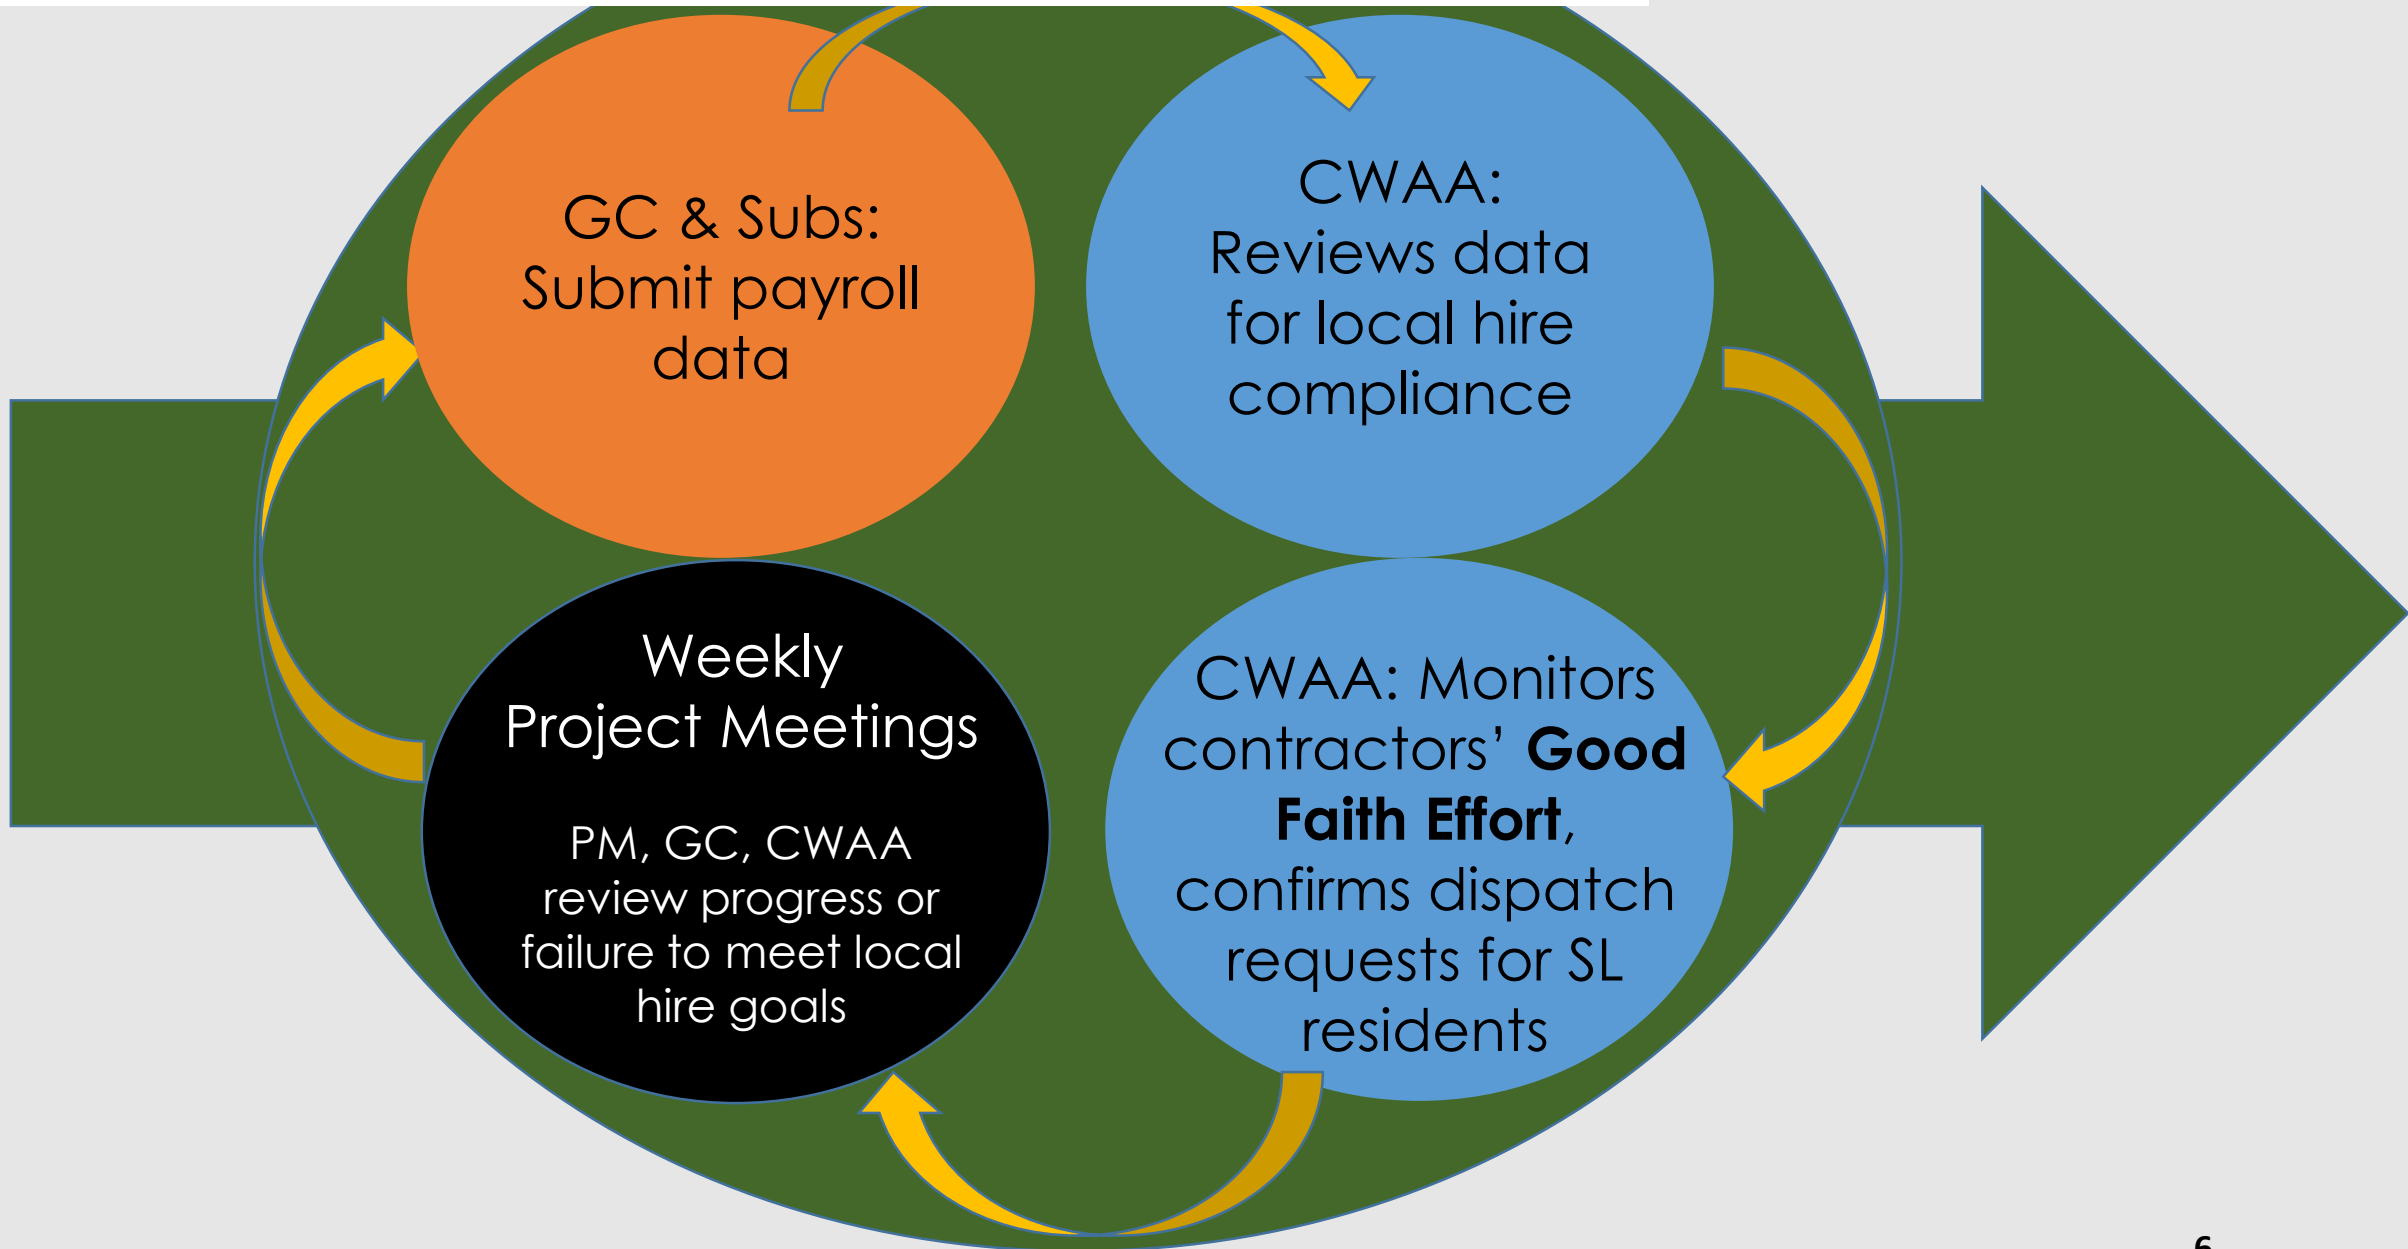 GC & Subs:
Submit payroll
data
CWAA:
Reviews data
for local hire
compliance
CWAA: Monitors
contractors’ Good
Faith Effort,
confirms dispatch
requests for SL
residents
Weekly
Project Meetings
PM, GC, CWAA
review progress or
failure to meet local
hire goals
6